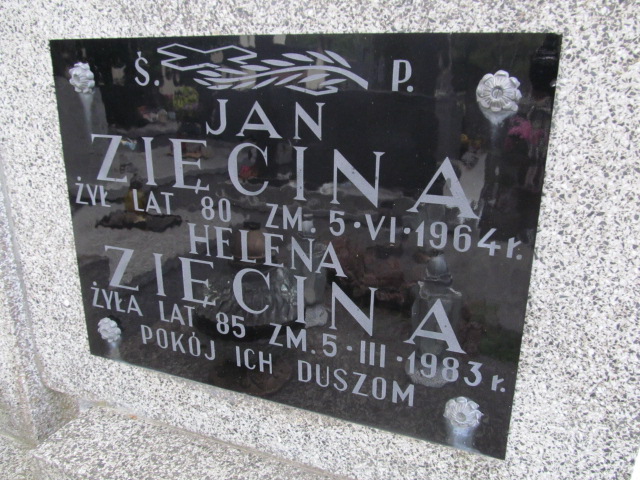 Ś. P.
JAN
ZIĘCINA
ŻYŁ LAT 80 ZM. 5·VI·1964 r.
HELENA
ZIĘCINA
ŻYŁA LAT 85 ZM. 5·III·1983 r.
POKÓJ ICH DUSZOM